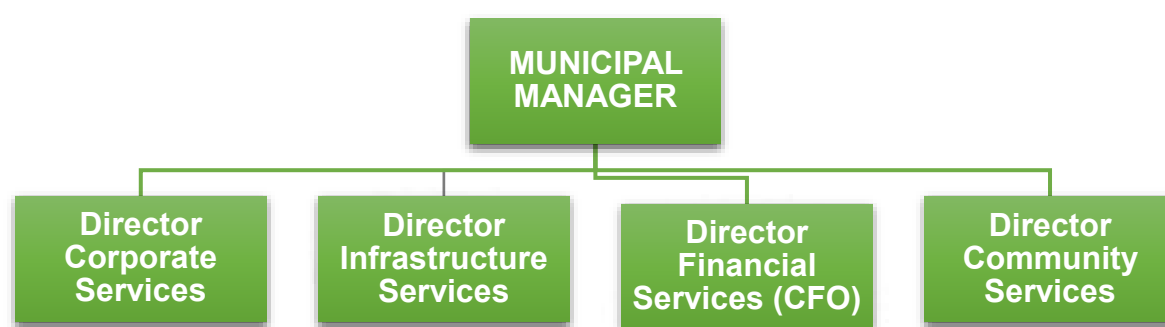 MUNICIPAL
MANAGER
Director
Corporate
Services
Director
Infrastructure
Services
Director
Financial
Services (CFO)
Director
Community
Services